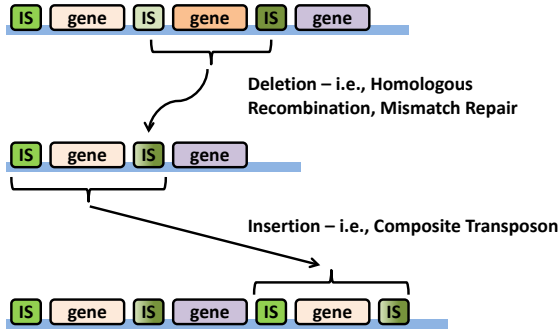 IS gene IS gene IS gene
Deletion – i.e., Homologous
Recombination, Mismatch Repair
IS gene IS gene
Insertion – i.e., Composite Transposon
IS gene IS gene IS gene IS